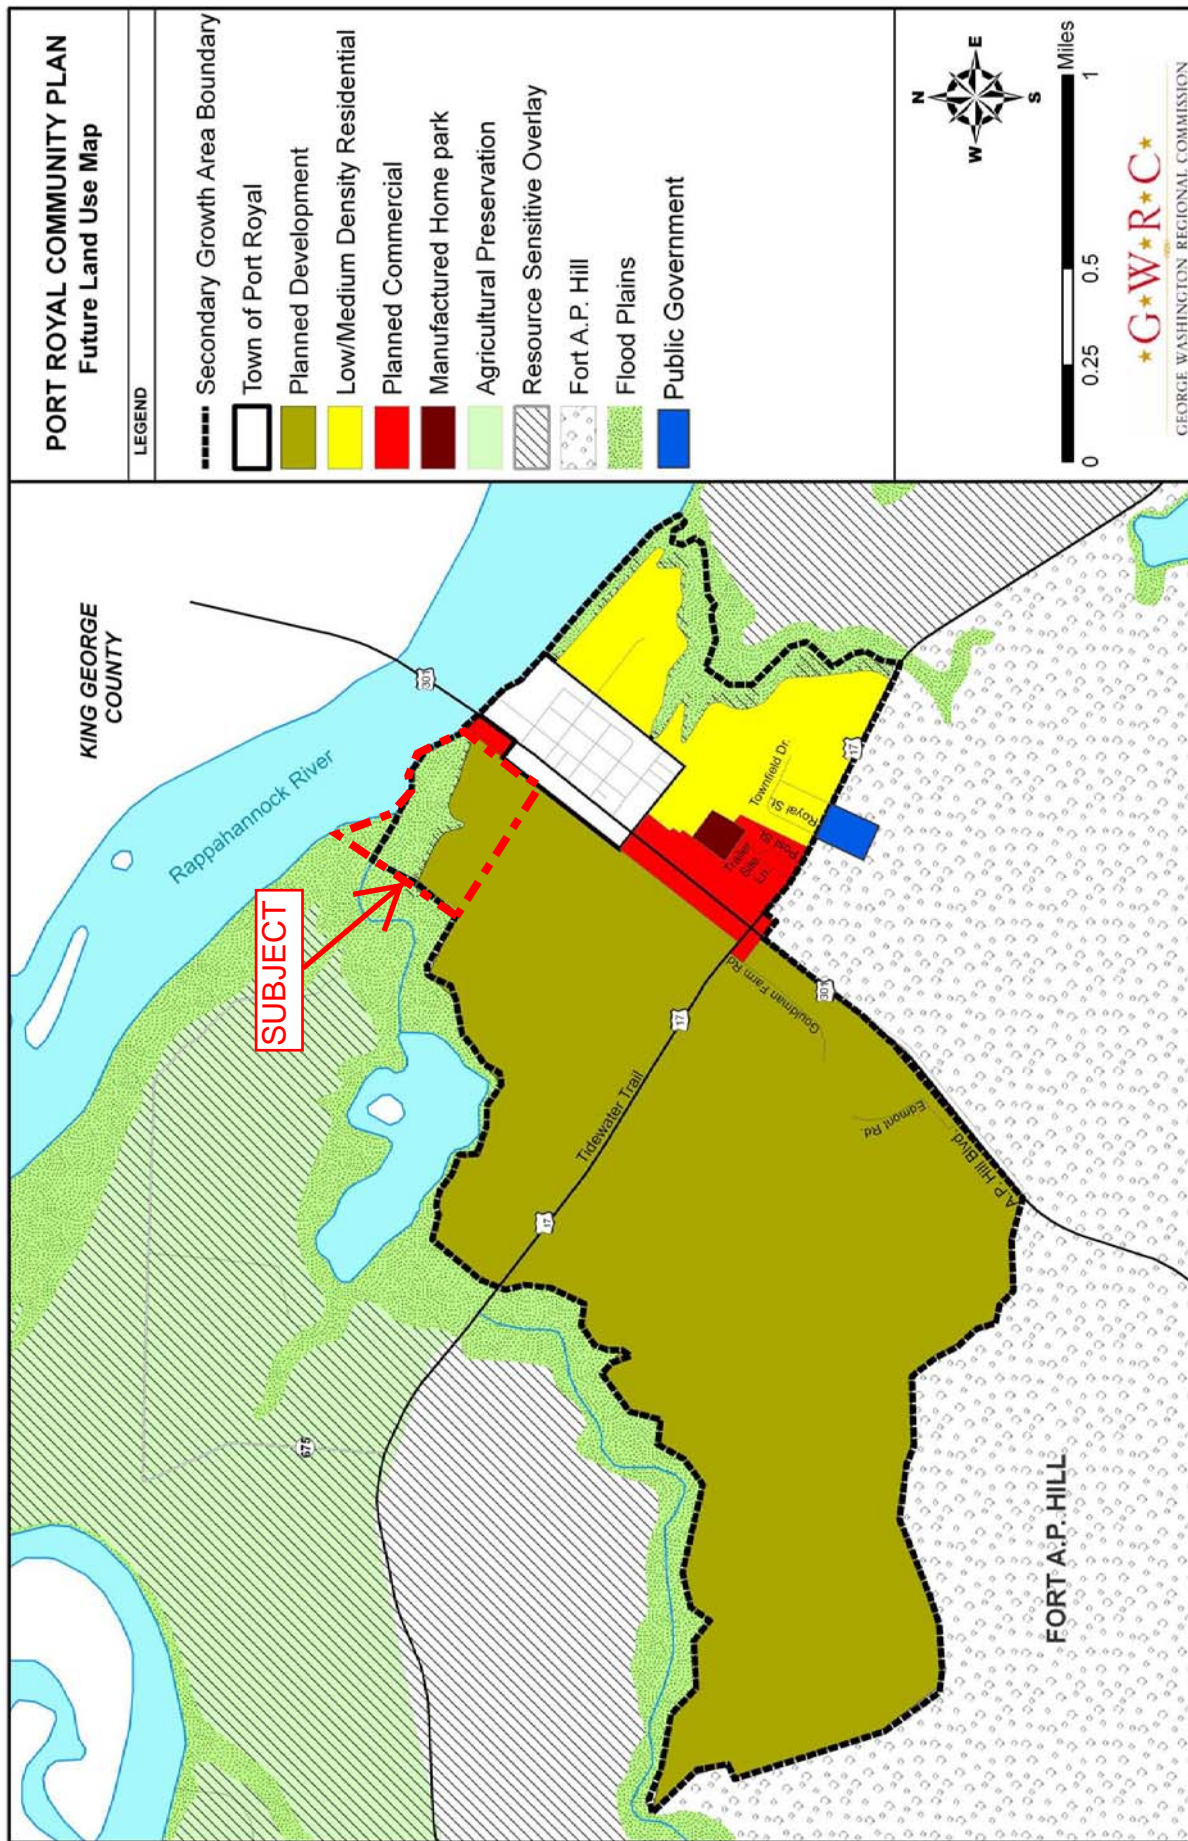 PORT ROYAL COMMUNITY PLAN
Future Land Use Map
LEGEND
Secondary Growth Area Boundary
Town of Port Royal
Planned Development
Low/Medium Density Residential
Planned Commercial
Manufactured Home park
Agricultural Preservation
Resource Sensitive Overlay
Fort A.P. Hill
Flood Plains
Public Government
N
W
E
S
0
0.25
0.5
1
Miles
G W R C
GEORGE WASHINGTON REGIONAL COMMISSION
KING GEORGE
COUNTY
Rappahannock River
301
SUBJECT
675
17
Tidewater Trail
17
Gouldman Farm Rd
301
Edmont Rd.
A.P. Hill Blvd.
Trailer
Site
Ln.
Post St
Royal St.
Townfield Dr.
17
FORT A.P. HILL